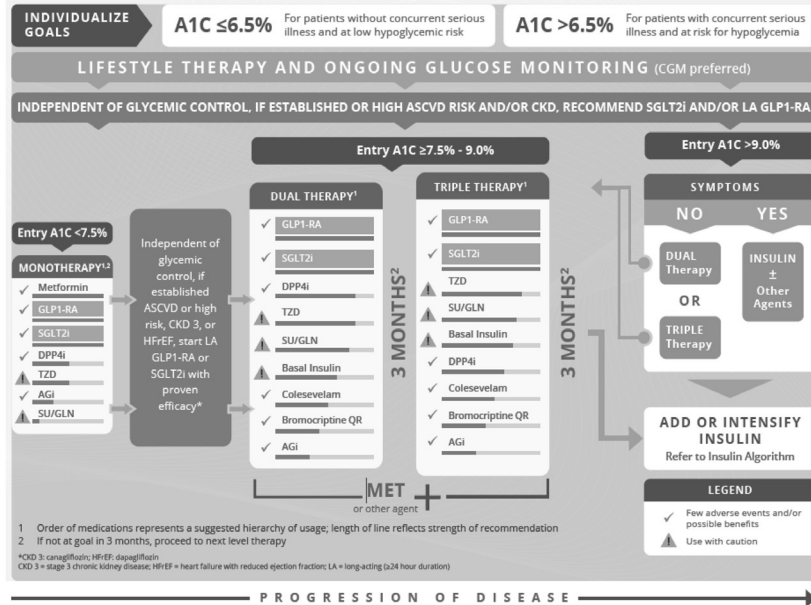 INDIVIDUALIZE
GOALS
A1C ≤6.5%
For patients without concurrent serious
illness and at low hypoglycemic risk
A1C >6.5%
For patients with concurrent serious
illness and at risk for hypoglycemia
LIFESTYLE THERAPY AND ONGOING GLUCOSE MONITORING (CGM preferred)
INDEPENDENT OF GLYCEMIC CONTROL, IF ESTABLISHED OR HIGH ASCVD RISK AND/OR CKD, RECOMMEND SGLT2i AND/OR LA GLP1-RA
Entry A1C <7.5%
MONOTHERAPY¹,²
Metformin
GLP1-RA
SGLT2i
DPP4i
TZD
AGi
SU/GLN
Independent of
glycemic
control, if
established
ASCVD or high
risk, CKD 3, or
HFrEF, start LA
GLP1-RA or
SGLT2i with
proven
efficacy*
Entry A1C ≥7.5% - 9.0%
DUAL THERAPY¹
GLP1-RA
SGLT2i
DPP4i
TZD
SU/GLN
Basal Insulin
Colesevelam
Bromocriptine QR
AGi
3 MONTHS²
TRIPLE THERAPY¹
GLP1-RA
SGLT2i
TZD
SU/GLN
Basal Insulin
DPP4i
Colesevelam
Bromocriptine QR
AGi
3 MONTHS²
MET
or other agent +
Entry A1C >9.0%
SYMPTOMS
NO
YES
DUAL
Therapy
OR
TRIPLE
Therapy
INSULIN
±
Other
Agents
ADD OR INTENSIFY
INSULIN
Refer to Insulin Algorithm
LEGEND
Few adverse events and/or
possible benefits
Use with caution
1 Order of medications represents a suggested hierarchy of usage; length of line reflects strength of recommendation
2 If not at goal in 3 months, proceed to next level therapy
*CKD 3: canagliflozin; HFrEF: dapagliflozin
CKD 3 = stage 3 chronic kidney disease; HFrEF = heart failure with reduced ejection fraction; LA = long-acting (≥24 hour duration)
PROGRESSION OF DISEASE